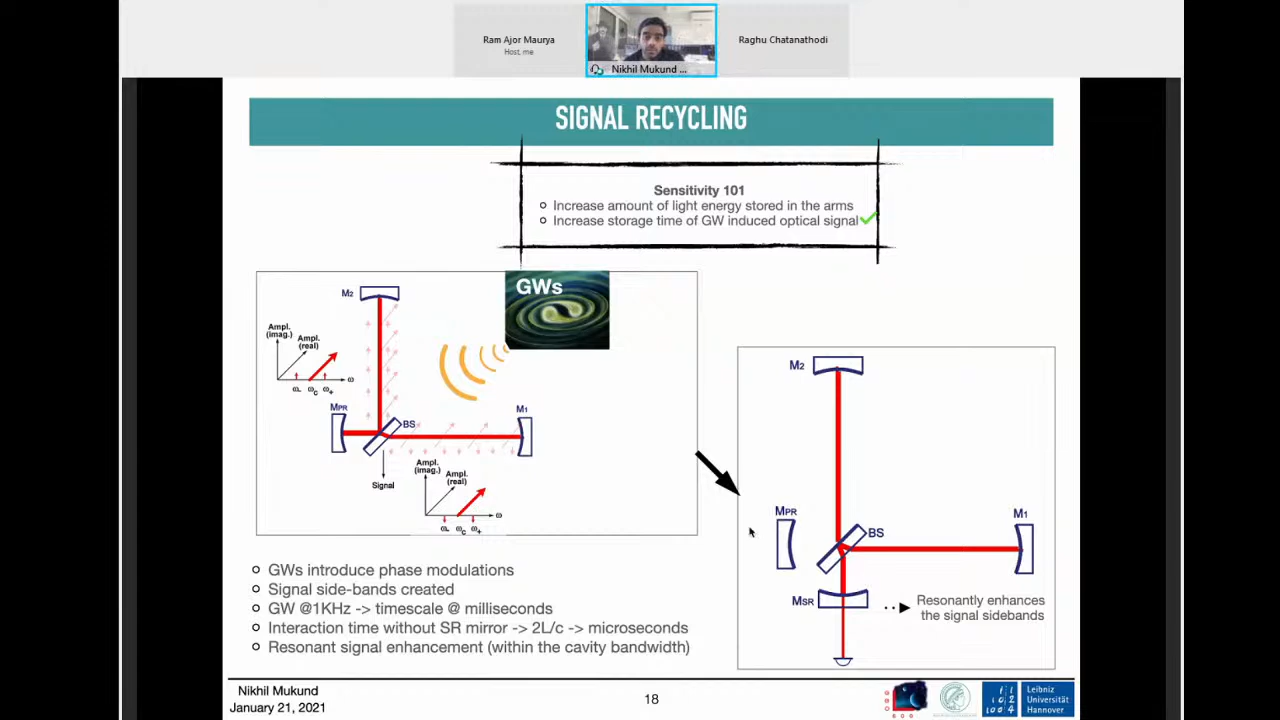 Ram Ajor Maurya
Host, me
Nikhil Mukund ...
Raghu Chatanathodi
SIGNAL RECYCLING
Sensitivity 101
Increase amount of light energy stored in the arms
Increase storage time of GW induced optical signal
GWs
M2
Ampl.
(imag.)
Ampl.
(real)
ω- ωc ω+
ω
MPR
BS
M1
Signal
Ampl.
(imag.)
Ampl.
(real)
ω- ωc ω+
ω
M2
MPR
BS
M1
MSR
Resonantly enhances
the signal sidebands
GWs introduce phase modulations
Signal side-bands created
GW @1KHz -> timescale @ milliseconds
Interaction time without SR mirror -> 2L/c -> microseconds
Resonant signal enhancement (within the cavity bandwidth)
Nikhil Mukund
January 21, 2021
18
Leibniz
Universität
Hannover